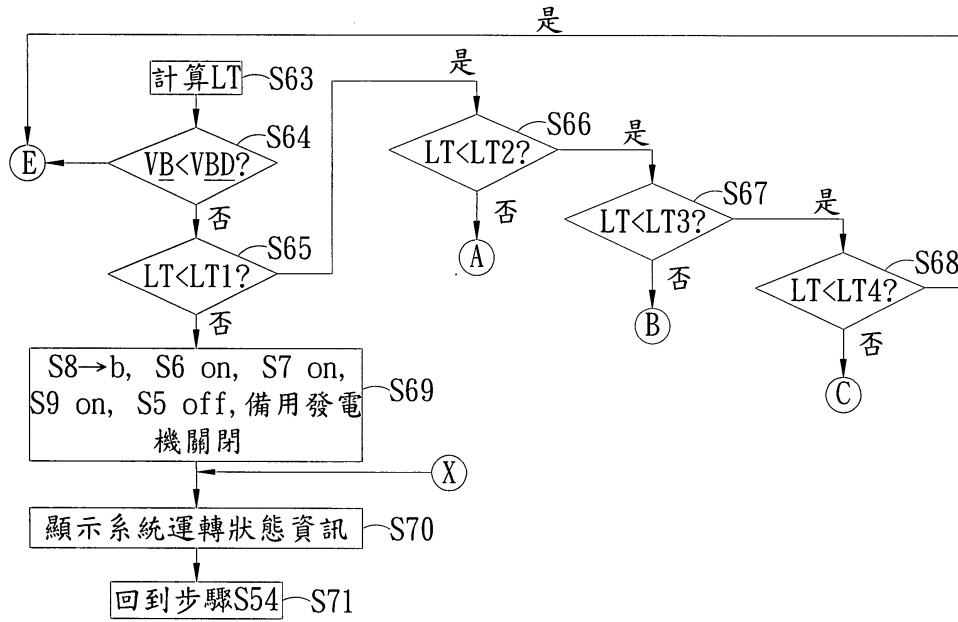 是
計算LT S63
是
S64
S66
E
VB<VBD?
LT<LT2?
是
否
否
S67
S65
A
LT<LT3?
是
LT<LT1?
否
S68
B
LT<LT4?
否
否
C
S8→b, S6 on, S7 on,
S9 on, S5 off,備用發電
機關閉
S69
X
顯示系統運轉狀態資訊 S70
回到步驟S54 S71